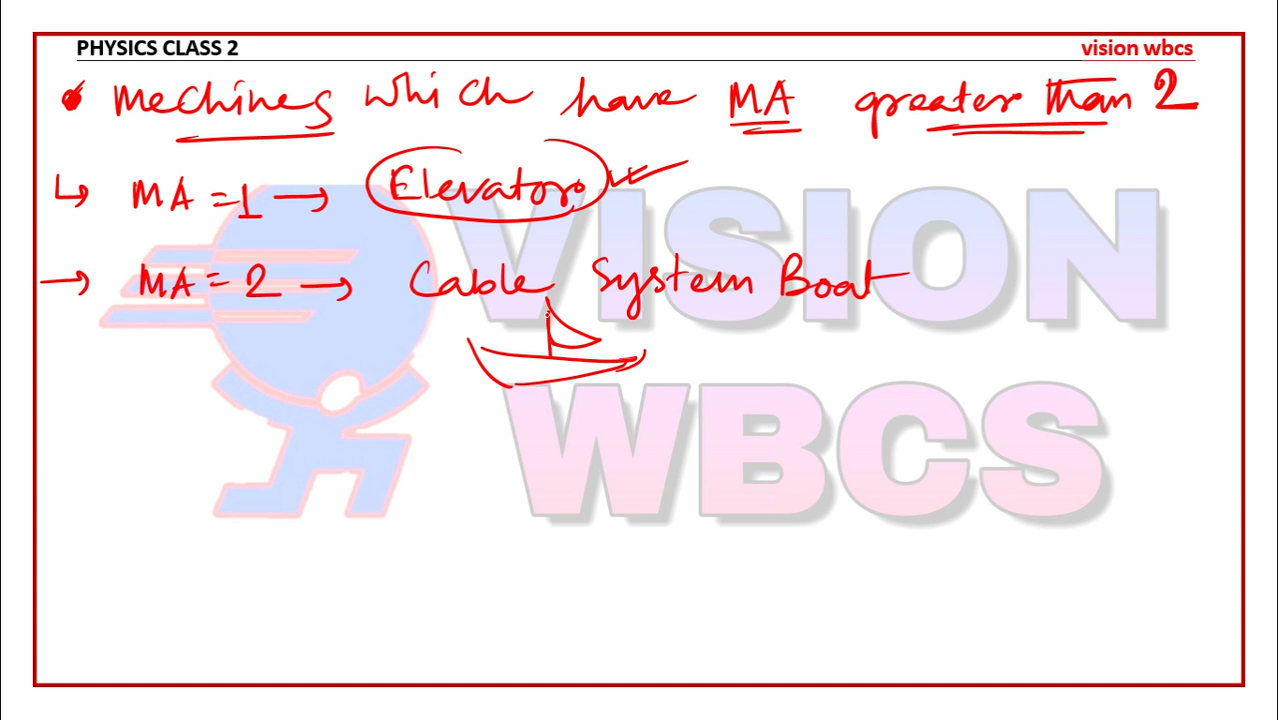 PHYSICS CLASS 2
vision wbcs
• Mechines which have MA greater than 2
↳ MA = 1 → Elevator
→ MA = 2 → Cable System Boat
VISION
WBCS